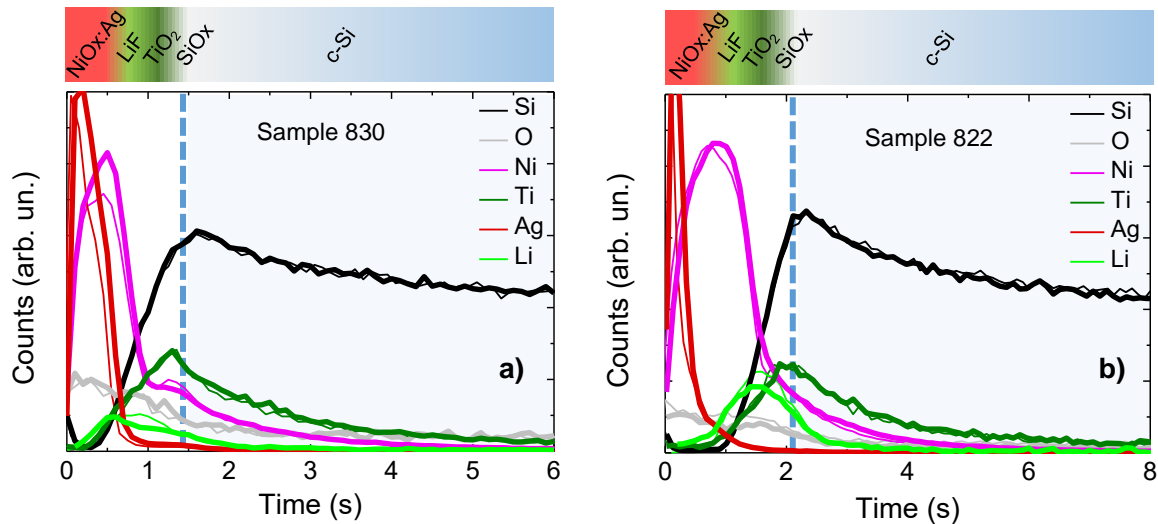 NiOx:Ag
LiF
TiO2
SiOx
c-Si
Counts (arb. un.)
Sample 830
Si
O
Ni
Ti
Ag
Li
a)
0 1 2 3 4 5 6
Time (s)
NiOx:Ag
LiF
TiO2
SiOx
c-Si
Counts (arb. un.)
Sample 822
Si
O
Ni
Ti
Ag
Li
b)
0 2 4 6 8
Time (s)